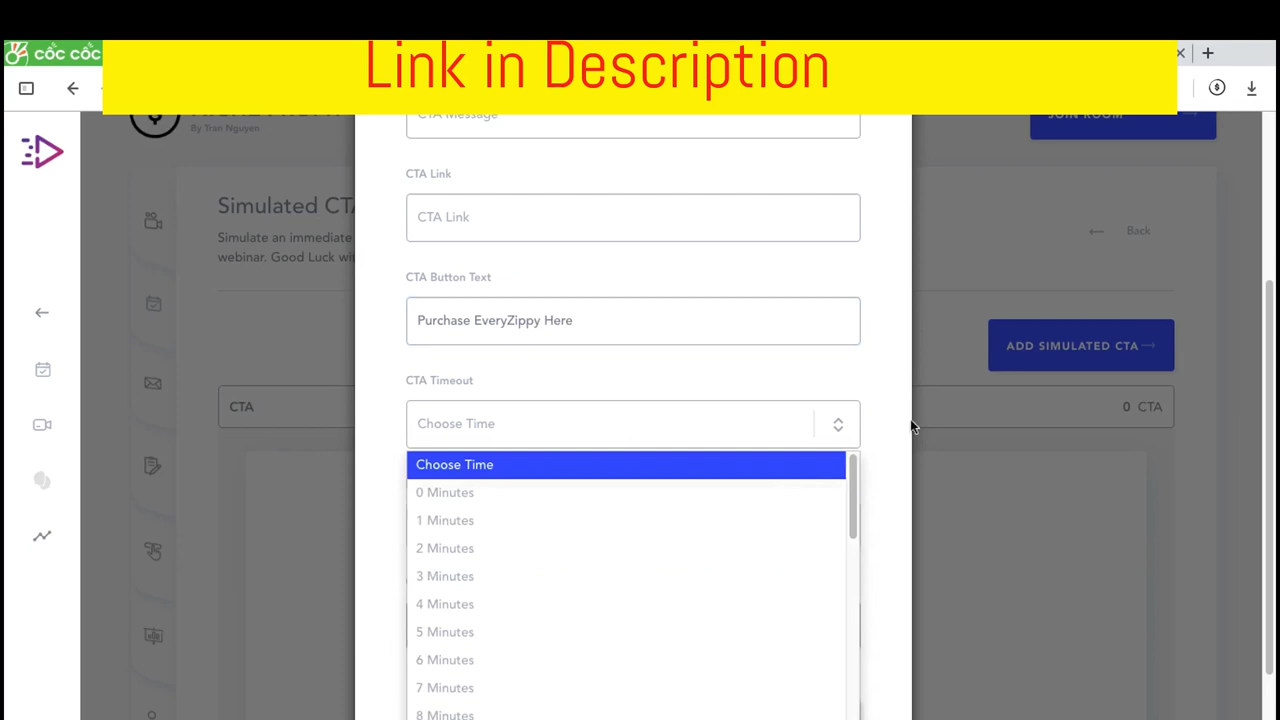 Link in Description
cốc cốc
By Tran Nguyen
JOIN ROOM
CTA Message
CTA Link
CTA Link
Simulated CTA
Simulate an immediate
webinar. Good Luck
Back
CTA Button Text
Purchase EveryZippy Here
ADD SIMULATED CTA
CTA Timeout
CTA
0 CTA
Choose Time
Choose Time
0 Minutes
1 Minutes
2 Minutes
3 Minutes
4 Minutes
5 Minutes
6 Minutes
7 Minutes
8 Minutes